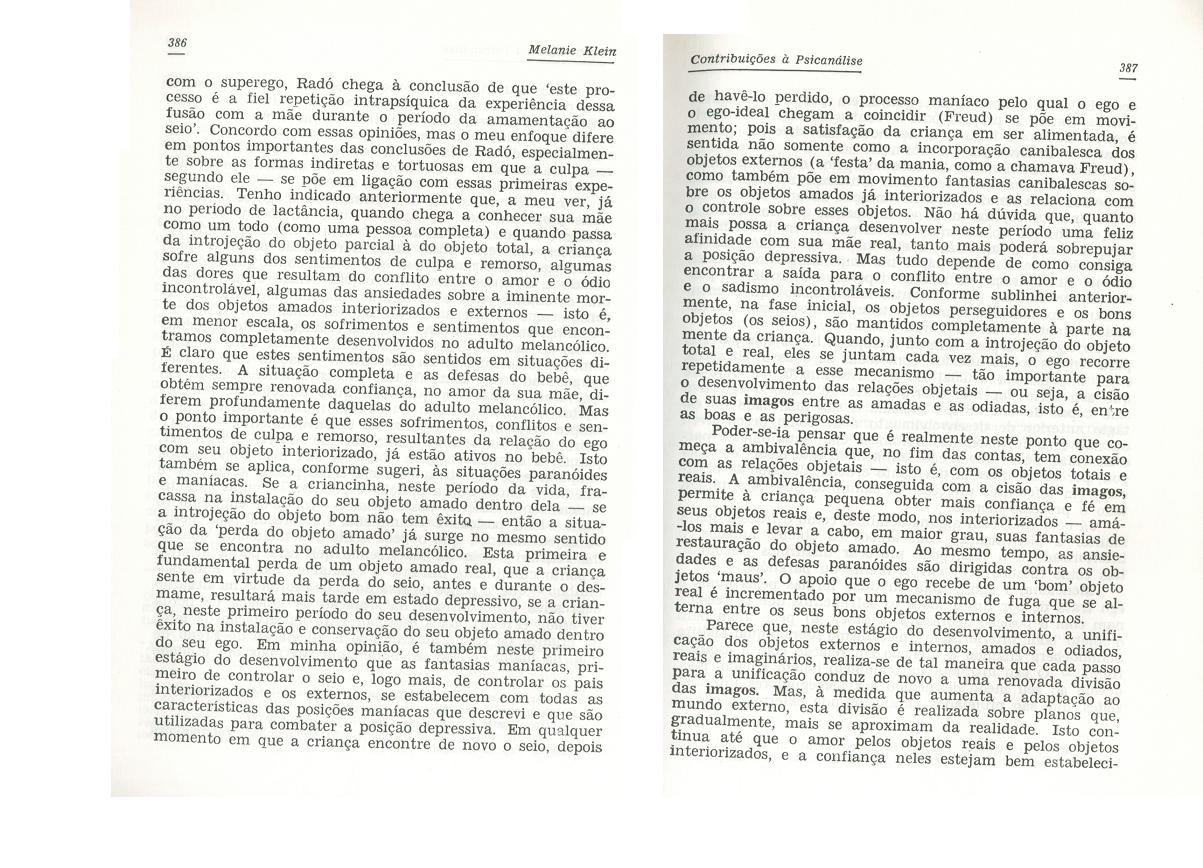 386
Melanie Klein
com o superego, Radó chega à conclusão de que 'este pro-
cesso é a fiel repetição intrapsíquica da experiência dessa
fusão com a mãe durante o período da amamentação ao
seio'. Concordo com essas opiniões, mas o meu enfoque difere
em pontos importantes das conclusões de Radó, especialmen-
te sobre as formas indiretas e tortuosas em que a culpa —
segundo ele — se põe em ligação com essas primeiras expe-
riências. Tenho indicado anteriormente que, a meu ver, já
no periodo de lactância, quando chega a conhecer sua mãe
como um todo (como uma pessoa completa) e quando passa
da introjeção do objeto parcial à do objeto total, a criança
sofre alguns dos sentimentos de culpa e remorso, algumas
das dores que resultam do conflito entre o amor e o ódio
incontrolável, algumas das ansiedades sobre a iminente mor-
te dos objetos amados interiorizados e externos — isto é,
em menor escala, os sofrimentos e sentimentos que encon-
tramos completamente desenvolvidos no adulto melancólico.
É claro que estes sentimentos são sentidos em situações di-
ferentes. A situação completa e as defesas do bebê, que
obtém sempre renovada confiança, no amor da sua mãe, di-
ferem profundamente daquelas do adulto melancólico. Mas
o ponto importante é que esses sofrimentos, conflitos e sen-
timentos de culpa e remorso, resultantes da relação do ego
com seu objeto interiorizado, já estão ativos no bebê. Isto
também se aplica, conforme sugeri, às situações paranóides
e maníacas. Se a criancinha, neste período da vida, fra-
cassa na instalação do seu objeto amado dentro dela — se
a introjeção do objeto bom não tem êxito — então a situa-
ção da 'perda do objeto amado' já surge no mesmo sentido
que se encontra no adulto melancólico. Esta primeira e
fundamental perda de um objeto amado real, que a criança
sente em virtude da perda do seio, antes e durante o des-
mame, resultará mais tarde em estado depressivo, se a crian-
ça, neste primeiro período do seu desenvolvimento, não tiver
êxito na instalação e conservação do seu objeto amado dentro
do seu ego. Em minha opinião, é também neste primeiro
estágio do desenvolvimento que as fantasias maníacas, pri-
meiro de controlar o seio e, logo mais, de controlar os pais
interiorizados e os externos, se estabelecem com todas as
características das posições maníacas que descrevi e que são
utilizadas para combater a posição depressiva. Em qualquer
momento em que a criança encontre de novo o seio, depois
Contribuições à Psicanálise
387
de havê-lo perdido, o processo maníaco pelo qual o ego e
o ego-ideal chegam a coincidir (Freud) se põe em movi-
mento; pois a satisfação da criança em ser alimentada, é
sentida não somente como a incorporação canibalesca dos
objetos externos (a 'festa' da mania, como a chamava Freud),
como também põe em movimento fantasias canibalescas so-
bre os objetos amados já interiorizados e as relaciona com
o controle sobre esses objetos. Não há dúvida que, quanto
mais possa a criança desenvolver neste período uma feliz
afinidade com sua mãe real, tanto mais poderá sobrepujar
a posição depressiva. Mas tudo depende de como consiga
encontrar a saída para o conflito entre o amor e o ódio
e o sadismo incontroláveis. Conforme sublinhei anterior-
mente, na fase inicial, os objetos perseguidores e os bons
objetos (os seios), são mantidos completamente à parte na
mente da criança. Quando, junto com a introjeção do objeto
total e real, eles se juntam cada vez mais, o ego recorre
repetidamente a esse mecanismo — tão importante para
o desenvolvimento das relações objetais — ou seja, a cisão
de suas imagos entre as amadas e as odiadas, isto é, entre
as boas e as perigosas.
Poder-se-ia pensar que é realmente neste ponto que co-
meça a ambivalência que, no fim das contas, tem conexão
com as relações objetais — isto é, com os objetos totais e
reais. A ambivalência, conseguida com a cisão das imagos,
permite à criança pequena obter mais confiança e fé em
seus objetos reais e, deste modo, nos interiorizados — amá-
-los mais e levar a cabo, em maior grau, suas fantasias de
restauração do objeto amado. Ao mesmo tempo, as ansie-
dades e as defesas paranóides são dirigidas contra os ob-
jetos 'maus'. O apoio que o ego recebe de um 'bom' objeto
real é incrementado por um mecanismo de fuga que se al-
terna entre os seus bons objetos externos e internos.
Parece que, neste estágio do desenvolvimento, a unifi-
cação dos objetos externos e internos, amados e odiados,
reais e imaginários, realiza-se de tal maneira que cada passo
para a unificação conduz de novo a uma renovada divisão
das imagos. Mas, à medida que aumenta a adaptação ao
mundo externo, esta divisão é realizada sobre planos que,
gradualmente, mais se aproximam da realidade. Isto con-
tinua até que o amor pelos objetos reais e pelos objetos
interiorizados, e a confiança neles estejam bem estabeleci-